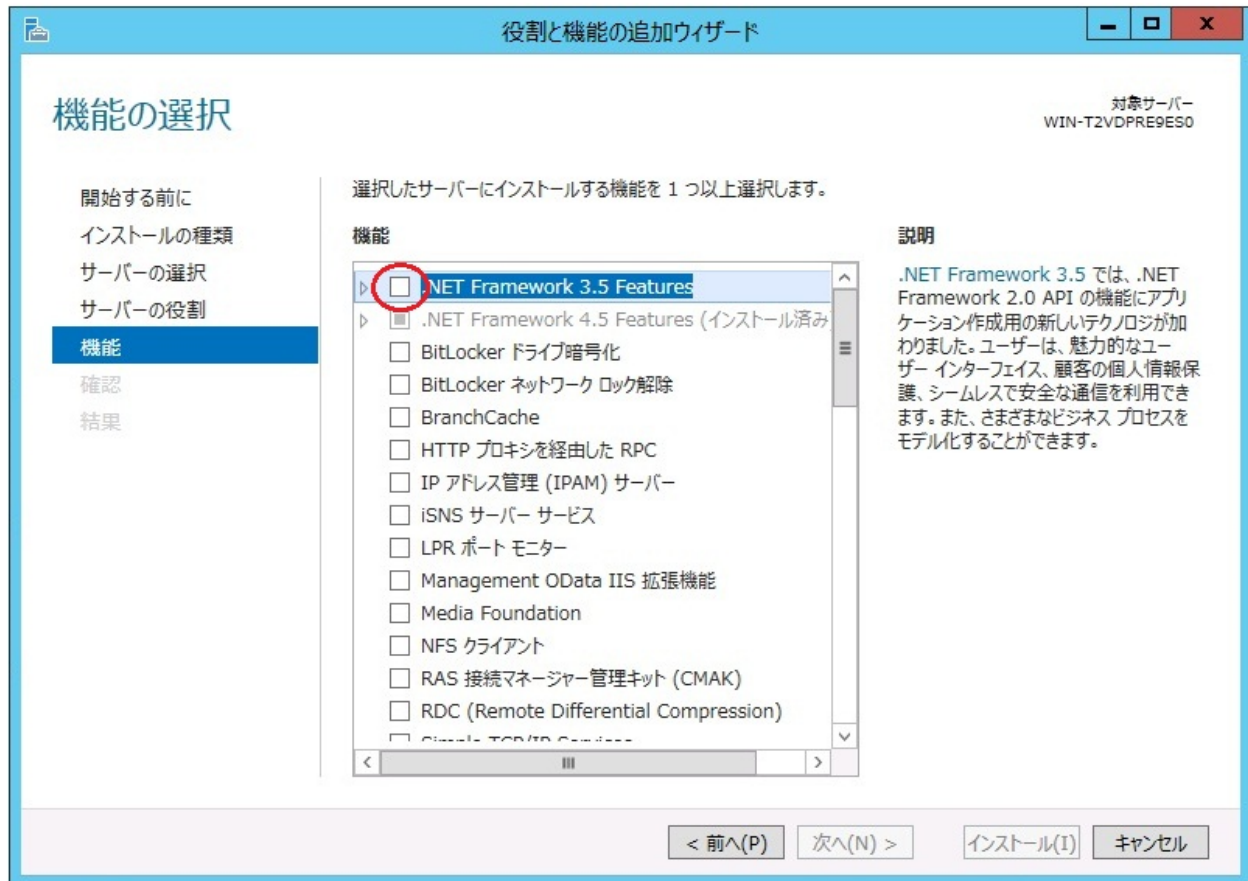 役割と機能の追加ウィザード
機能の選択
対象サーバー
WIN-T2VDPRE9ES0
開始する前に
インストールの種類
サーバーの選択
サーバーの役割
機能
確認
結果
選択したサーバーにインストールする機能を 1 つ以上選択します。
機能
.NET Framework 3.5 Features
.NET Framework 4.5 Features (インストール済み
BitLocker ドライブ暗号化
BitLocker ネットワーク ロック解除
BranchCache
HTTP プロキシを経由した RPC
IP アドレス管理 (IPAM) サーバー
iSNS サーバー サービス
LPR ポート モニター
Management OData IIS 拡張機能
Media Foundation
NFS クライアント
RAS 接続マネージャー管理キット (CMAK)
RDC (Remote Differential Compression)
Simple TCP/IP Services
説明
.NET Framework 3.5 では、.NET
Framework 2.0 API の機能にアプリ
ケーション作成用の新しいテクノロジが加
わりました。ユーザーは、魅力的なユー
ザー インターフェイス、顧客の個人情報保
護、シームレスで安全な通信を利用でき
ます。また、さまざまなビジネス プロセスを
モデル化することができます。
< 前へ(P)
次へ(N) >
インストール(I)
キャンセル